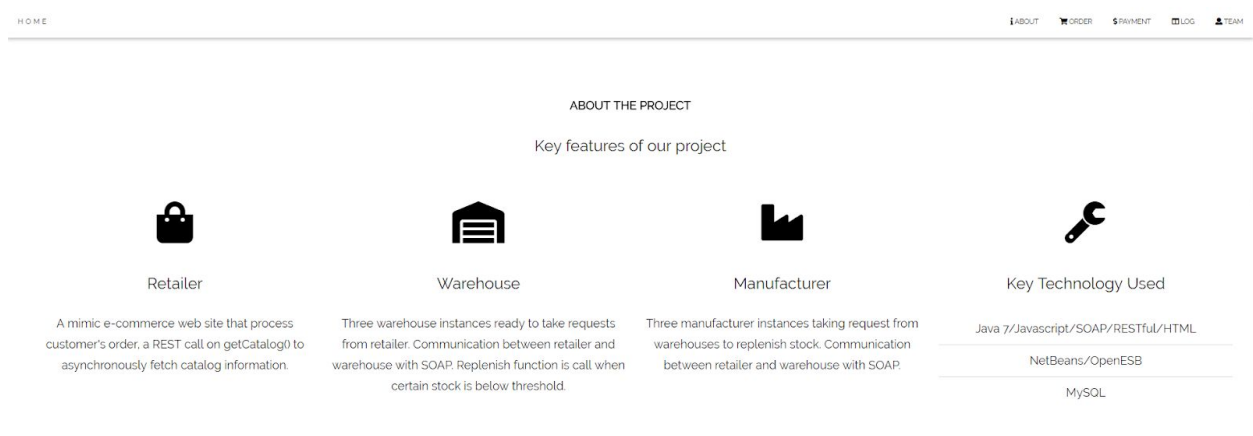 HOME
ABOUT
ORDER
PAYMENT
LOG
TEAM
ABOUT THE PROJECT
Key features of our project
Retailer
A mimic e-commerce web site that process
customer's order, a REST call on getCatalog() to
asynchronously fetch catalog information.
Warehouse
Three warehouse instances ready to take requests
from retailer. Communication between retailer and
warehouse with SOAP. Replenish function is call when
certain stock is below threshold.
Manufacturer
Three manufacturer instances taking request from
warehouses to replenish stock. Communication
between retailer and warehouse with SOAP.
Key Technology Used
Java 7/Javascript/SOAP/RESTful/HTML
NetBeans/OpenESB
MySQL